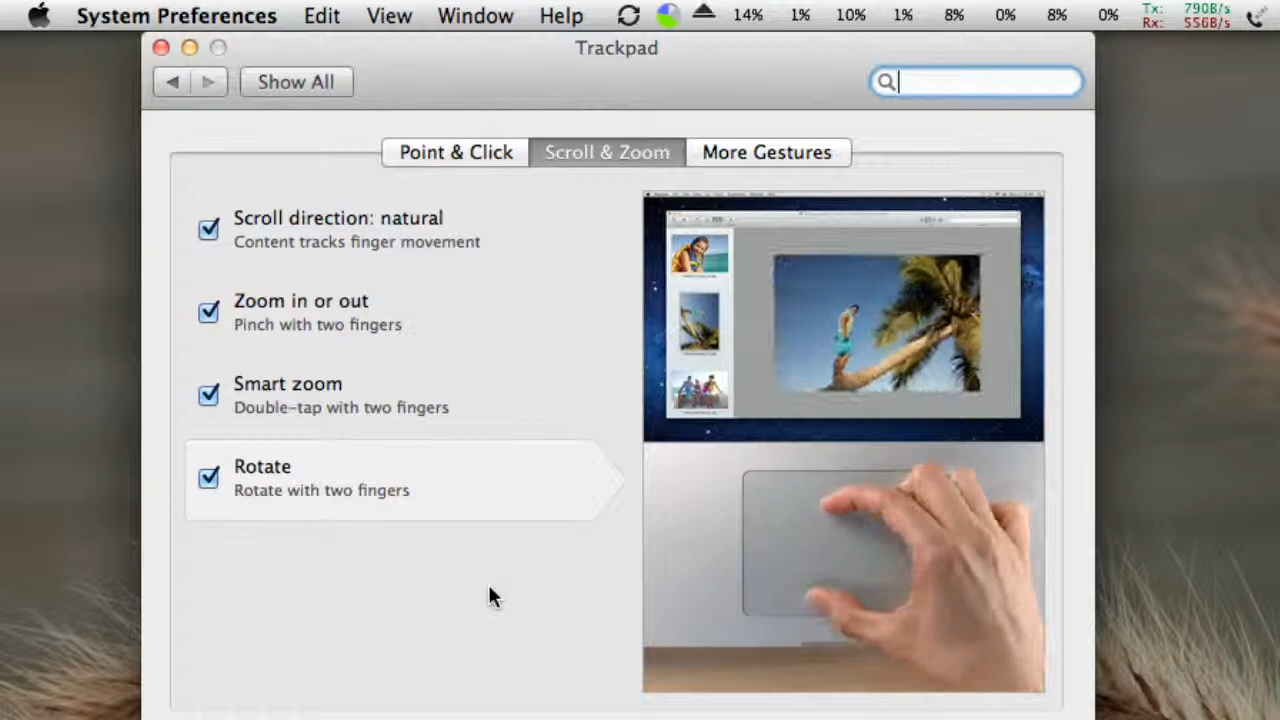 System Preferences Edit View Window Help 14% 1% 10% 1% 8% 0% 8% 0% Tx: 790B/s
Rx: 556B/s
Trackpad
Show All
Point & Click Scroll & Zoom More Gestures
Scroll direction: natural
Content tracks finger movement
Zoom in or out
Pinch with two fingers
Smart zoom
Double-tap with two fingers
Rotate
Rotate with two fingers